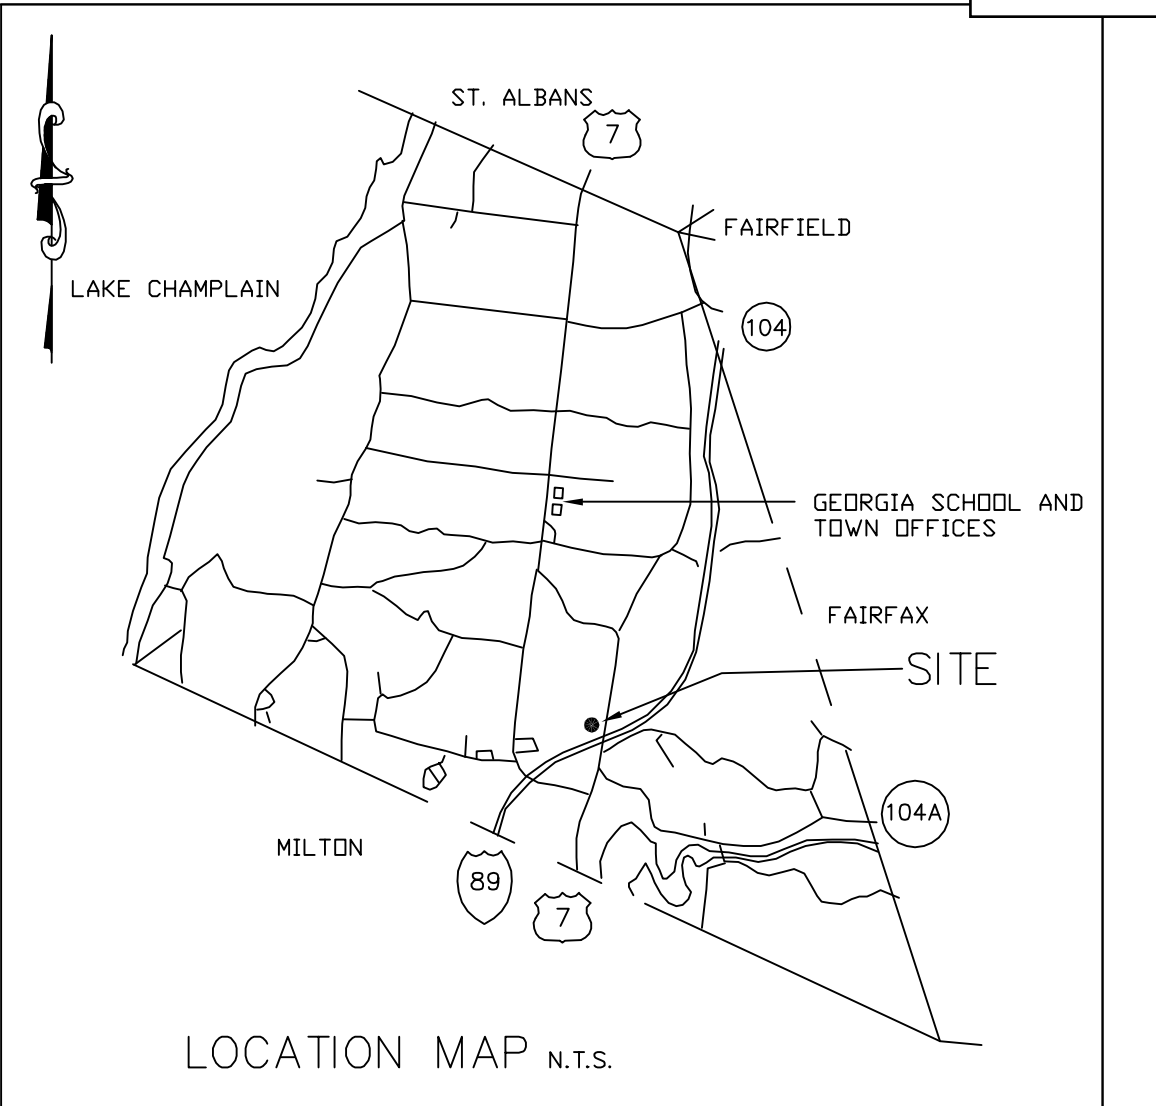 ST. ALBANS
7
FAIRFIELD
LAKE CHAMPLAIN
104
GEORGIA SCHOOL AND
TOWN OFFICES
FAIRFAX
SITE
104A
MILTON
89
7
LOCATION MAP N.T.S.